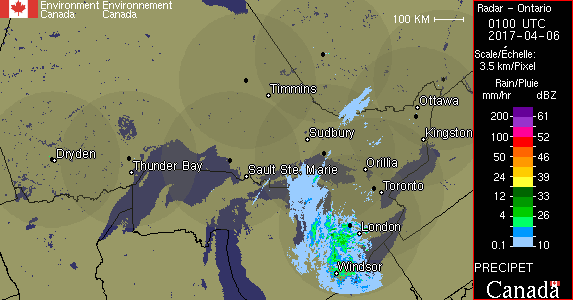 Environment Environnement
Canada Canada
100 KM
Timmins
Ottawa
Sudbury
Kingston
Dryden
Thunder Bay
Sault Ste. Marie
Orillia
Toronto
London
Windsor
Radar - Ontario
0100 UTC
2017-04-06
Scale/Échelle:
3.5 km/Pixel
Rain/Pluie
mm/hr dBZ
200 61
100 52
50 46
24 39
12 33
4 26
0.1 10
PRECIPET
Canada